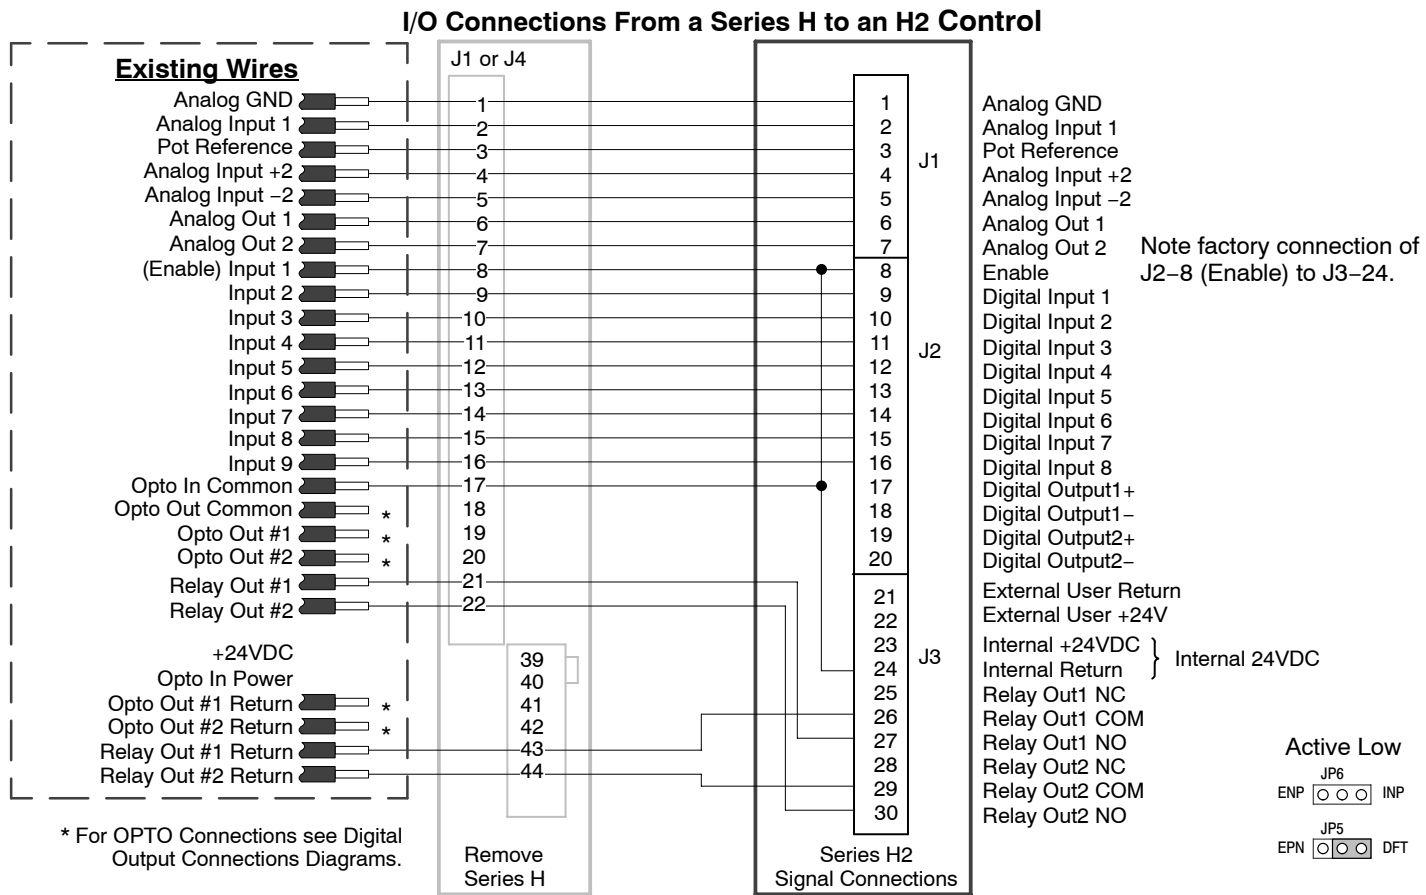 I/O Connections From a Series H to an H2 Control
Existing Wires
Analog GND
Analog Input 1
Pot Reference
Analog Input +2
Analog Input −2
Analog Out 1
Analog Out 2
(Enable) Input 1
Input 2
Input 3
Input 4
Input 5
Input 6
Input 7
Input 8
Input 9
Opto In Common
Opto Out Common *
Opto Out #1 *
Opto Out #2 *
Relay Out #1
Relay Out #2
+24VDC
Opto In Power
Opto Out #1 Return *
Opto Out #2 Return *
Relay Out #1 Return
Relay Out #2 Return
* For OPTO Connections see Digital
Output Connections Diagrams.
J1 or J4
1
2
3
4
5
6
7
8
9
10
11
12
13
14
15
16
17
18
19
20
21
22
39
40
41
42
43
44
Remove
Series H
1
2
3
4
5
6
7
8
9
10
11
12
13
14
15
16
17
18
19
20
21
22
23
24
25
26
27
28
29
30
J1
J2
J3
Series H2
Signal Connections
Analog GND
Analog Input 1
Pot Reference
Analog Input +2
Analog Input −2
Analog Out 1
Analog Out 2
Enable
Digital Input 1
Digital Input 2
Digital Input 3
Digital Input 4
Digital Input 5
Digital Input 6
Digital Input 7
Digital Input 8
Digital Output1+
Digital Output1−
Digital Output2+
Digital Output2−
External User Return
External User +24V
Internal +24VDC
Internal Return
} Internal 24VDC
Relay Out1 NC
Relay Out1 COM
Relay Out1 NO
Relay Out2 NC
Relay Out2 COM
Relay Out2 NO
Note factory connection of
J2−8 (Enable) to J3−24.
Active Low
JP6
ENP INP
JP5
EPN DFT